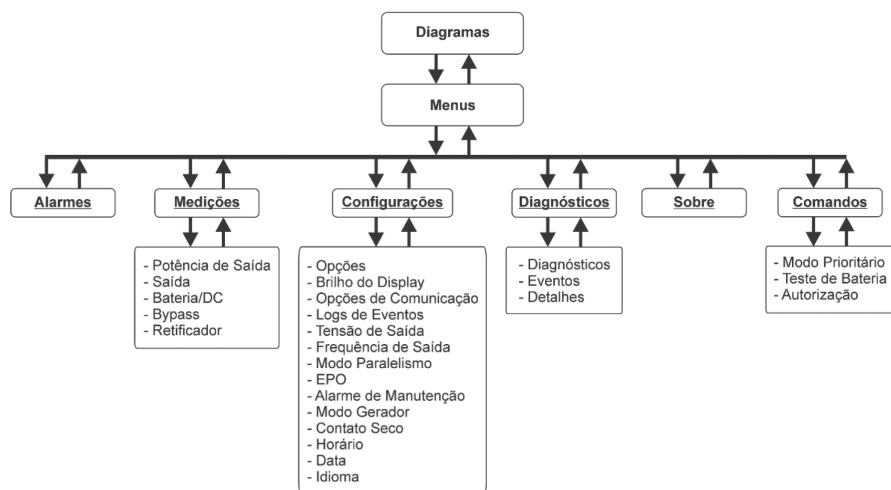 Diagramas
Menus
Alarmes
Medições
Configurações
Diagnósticos
Sobre
Comandos
- Potência de Saída
- Saída
- Bateria/DC
- Bypass
- Retificador
- Opções
- Brilho do Display
- Opções de Comunicação
- Logs de Eventos
- Tensão de Saída
- Frequência de Saída
- Modo Paralelismo
- EPO
- Alarme de Manutenção
- Modo Gerador
- Contato Seco
- Horário
- Data
- Idioma
- Diagnósticos
- Eventos
- Detalhes
- Modo Prioritário
- Teste de Bateria
- Autorização